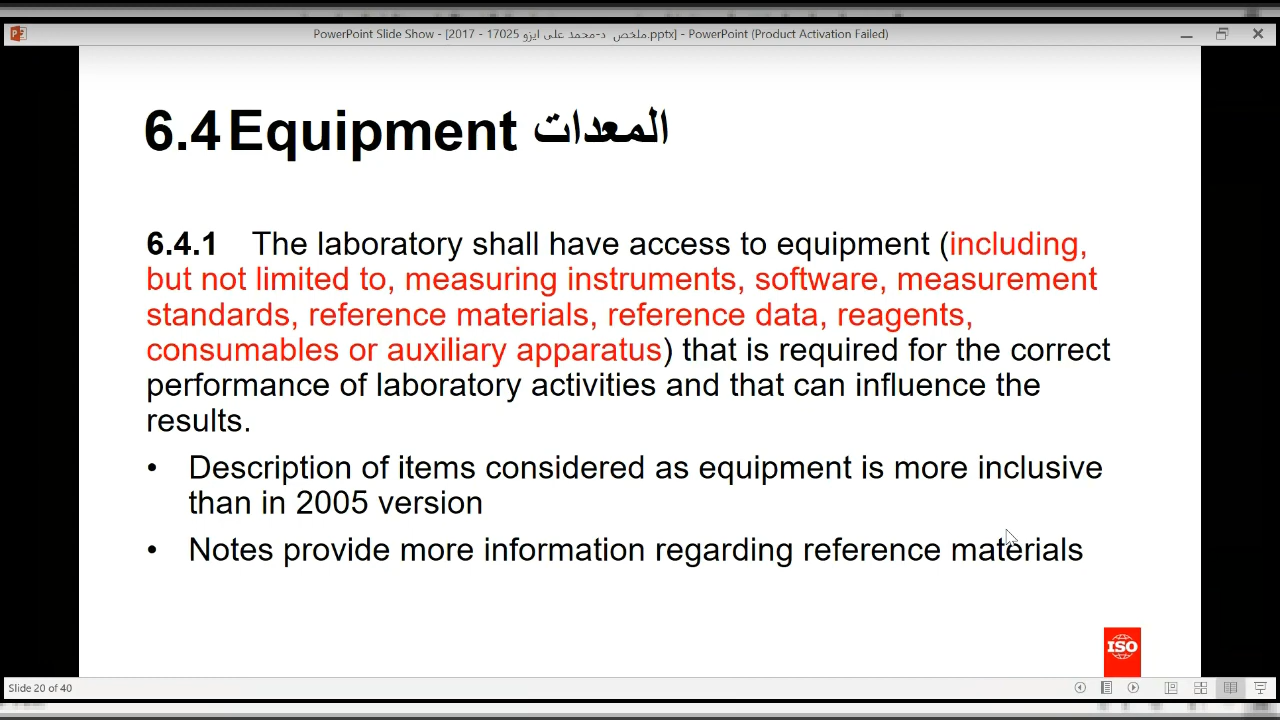 PowerPoint Slide Show - [2017 - 17025 ملخص  د-محمد على ايزو.pptx] - PowerPoint (Product Activation Failed)
6.4 Equipment المعدات
6.4.1 The laboratory shall have access to equipment (including,
but not limited to, measuring instruments, software, measurement
standards, reference materials, reference data, reagents,
consumables or auxiliary apparatus) that is required for the correct
performance of laboratory activities and that can influence the
results.
• Description of items considered as equipment is more inclusive
than in 2005 version
• Notes provide more information regarding reference materials
ISO
Slide 20 of 40